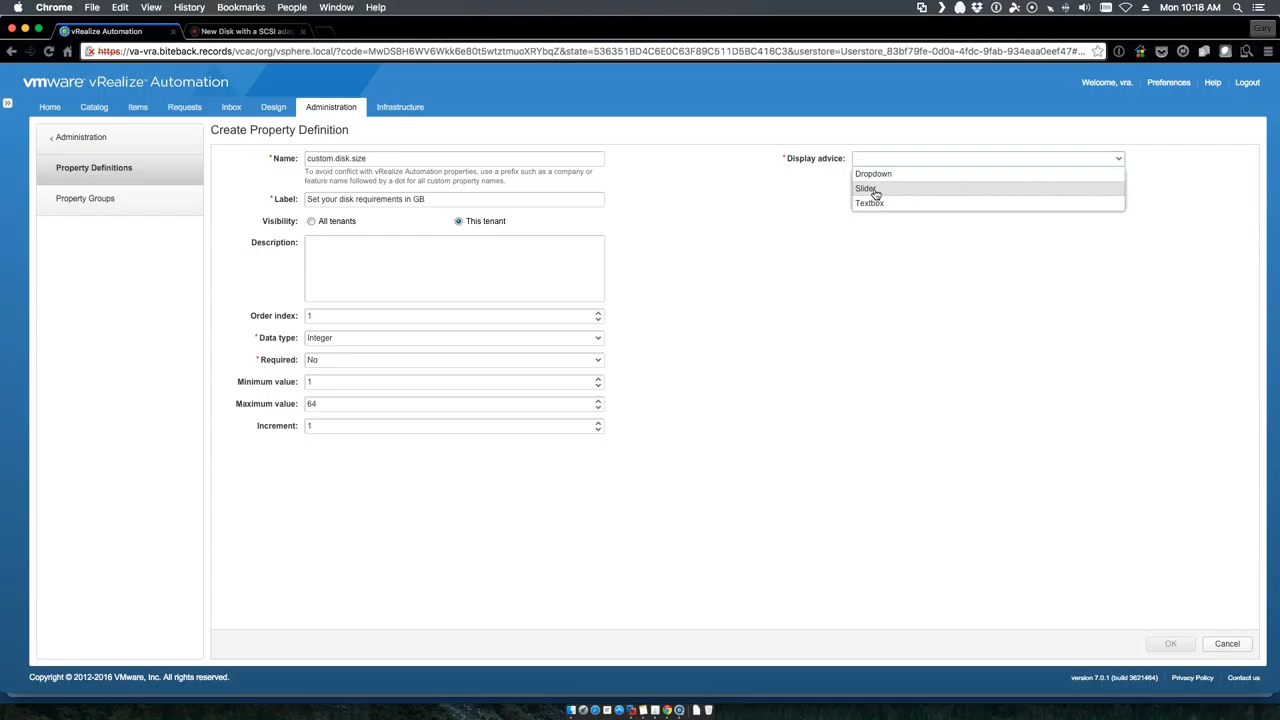 Chrome File Edit View History Bookmarks People Window Help
10:18 AM
vRealize Automation
New Disk with a SCSI adap
Gary
https://va-vra.biteback.records/vcac/org/vsphere.local/?code=MwDSBH6WV6Wkk6e80t5wtztmuoXRYbqZ&state=536351BD4C6E0C63F89C511D5BC416C3&userstore=Userstore_83bf79fe-0d0a-4fdc-9fab-934eaa0eef47#...
vmware vRealize Automation
Welcome, vra. Preferences Help Logout
Home Catalog Items Requests Inbox Design Administration Infrastructure
Administration
Property Definitions
Property Groups
Create Property Definition
* Name: custom.disk.size
To avoid conflict with vRealize Automation properties, use a prefix such as a company or
feature name followed by a dot for all custom property names.
* Label: Set your disk requirements in GB
Visibility: All tenants This tenant
Description:
Order index: 1
* Data type: Integer
* Required: No
Minimum value: 1
Maximum value: 64
Increment: 1
* Display advice:
Dropdown
Slider
Textbox
OK Cancel
Copyright © 2012-2016 VMware, Inc. All rights reserved.
version 7.0.1 (build 3621464) Privacy Policy Contact us